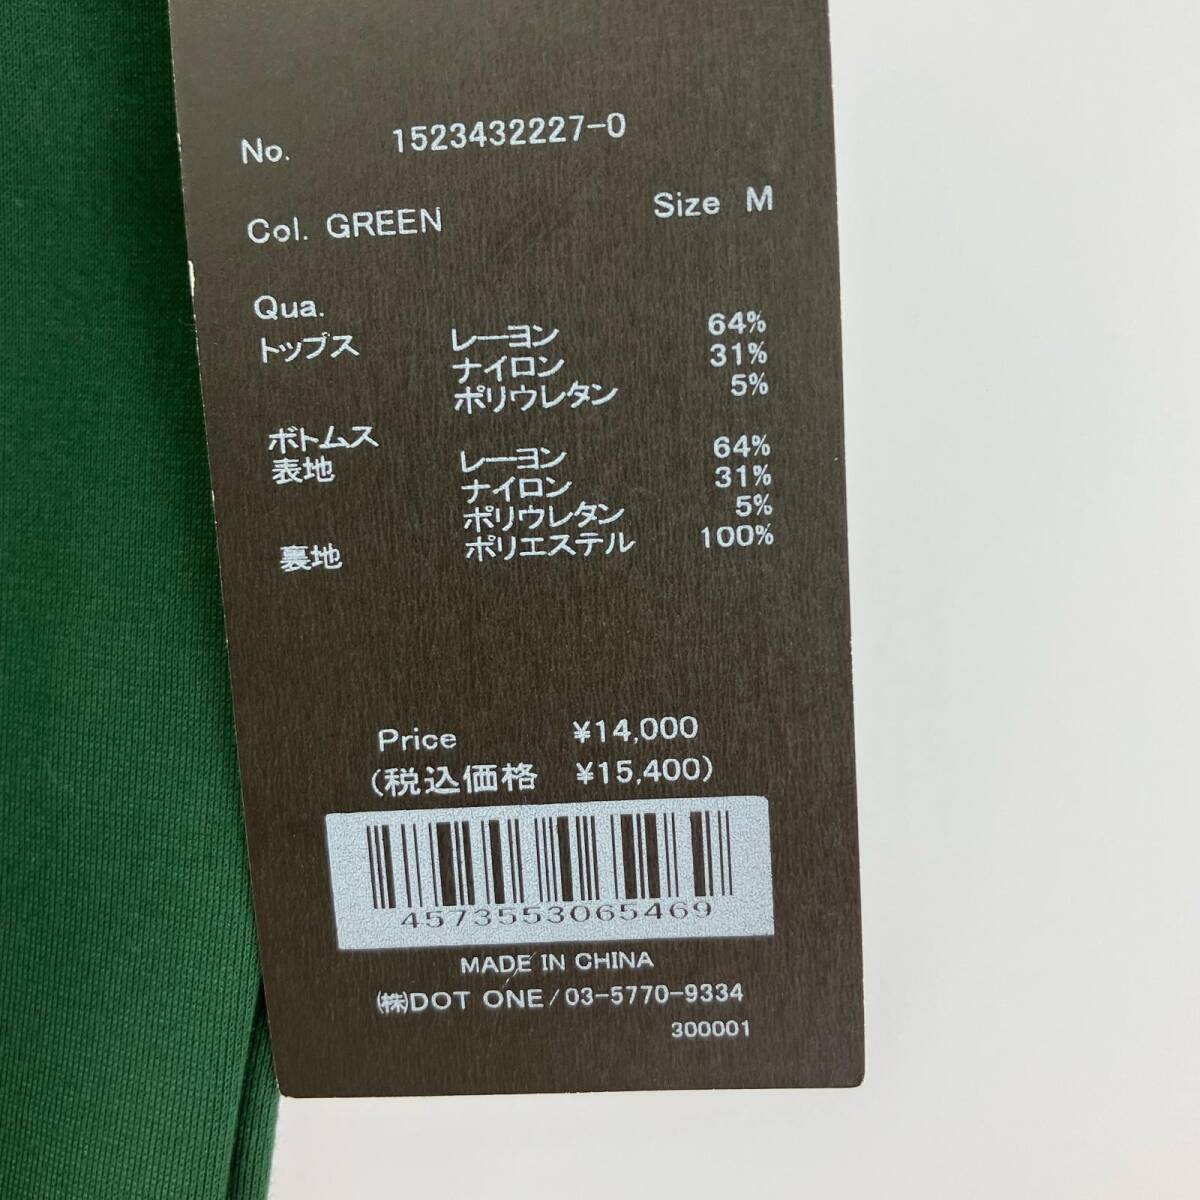 No. 1523432227-0
Col. GREEN Size M
Qua.
トップス レーヨン 64%
ナイロン 31%
ポリウレタン 5%
ボトムス
表地 レーヨン 64%
ナイロン 31%
ポリウレタン 5%
裏地 ポリエステル 100%
Price ¥14,000
(税込価格 ¥15,400)
4573553065469
MADE IN CHINA
㈱DOT ONE/03-5770-9334
300001